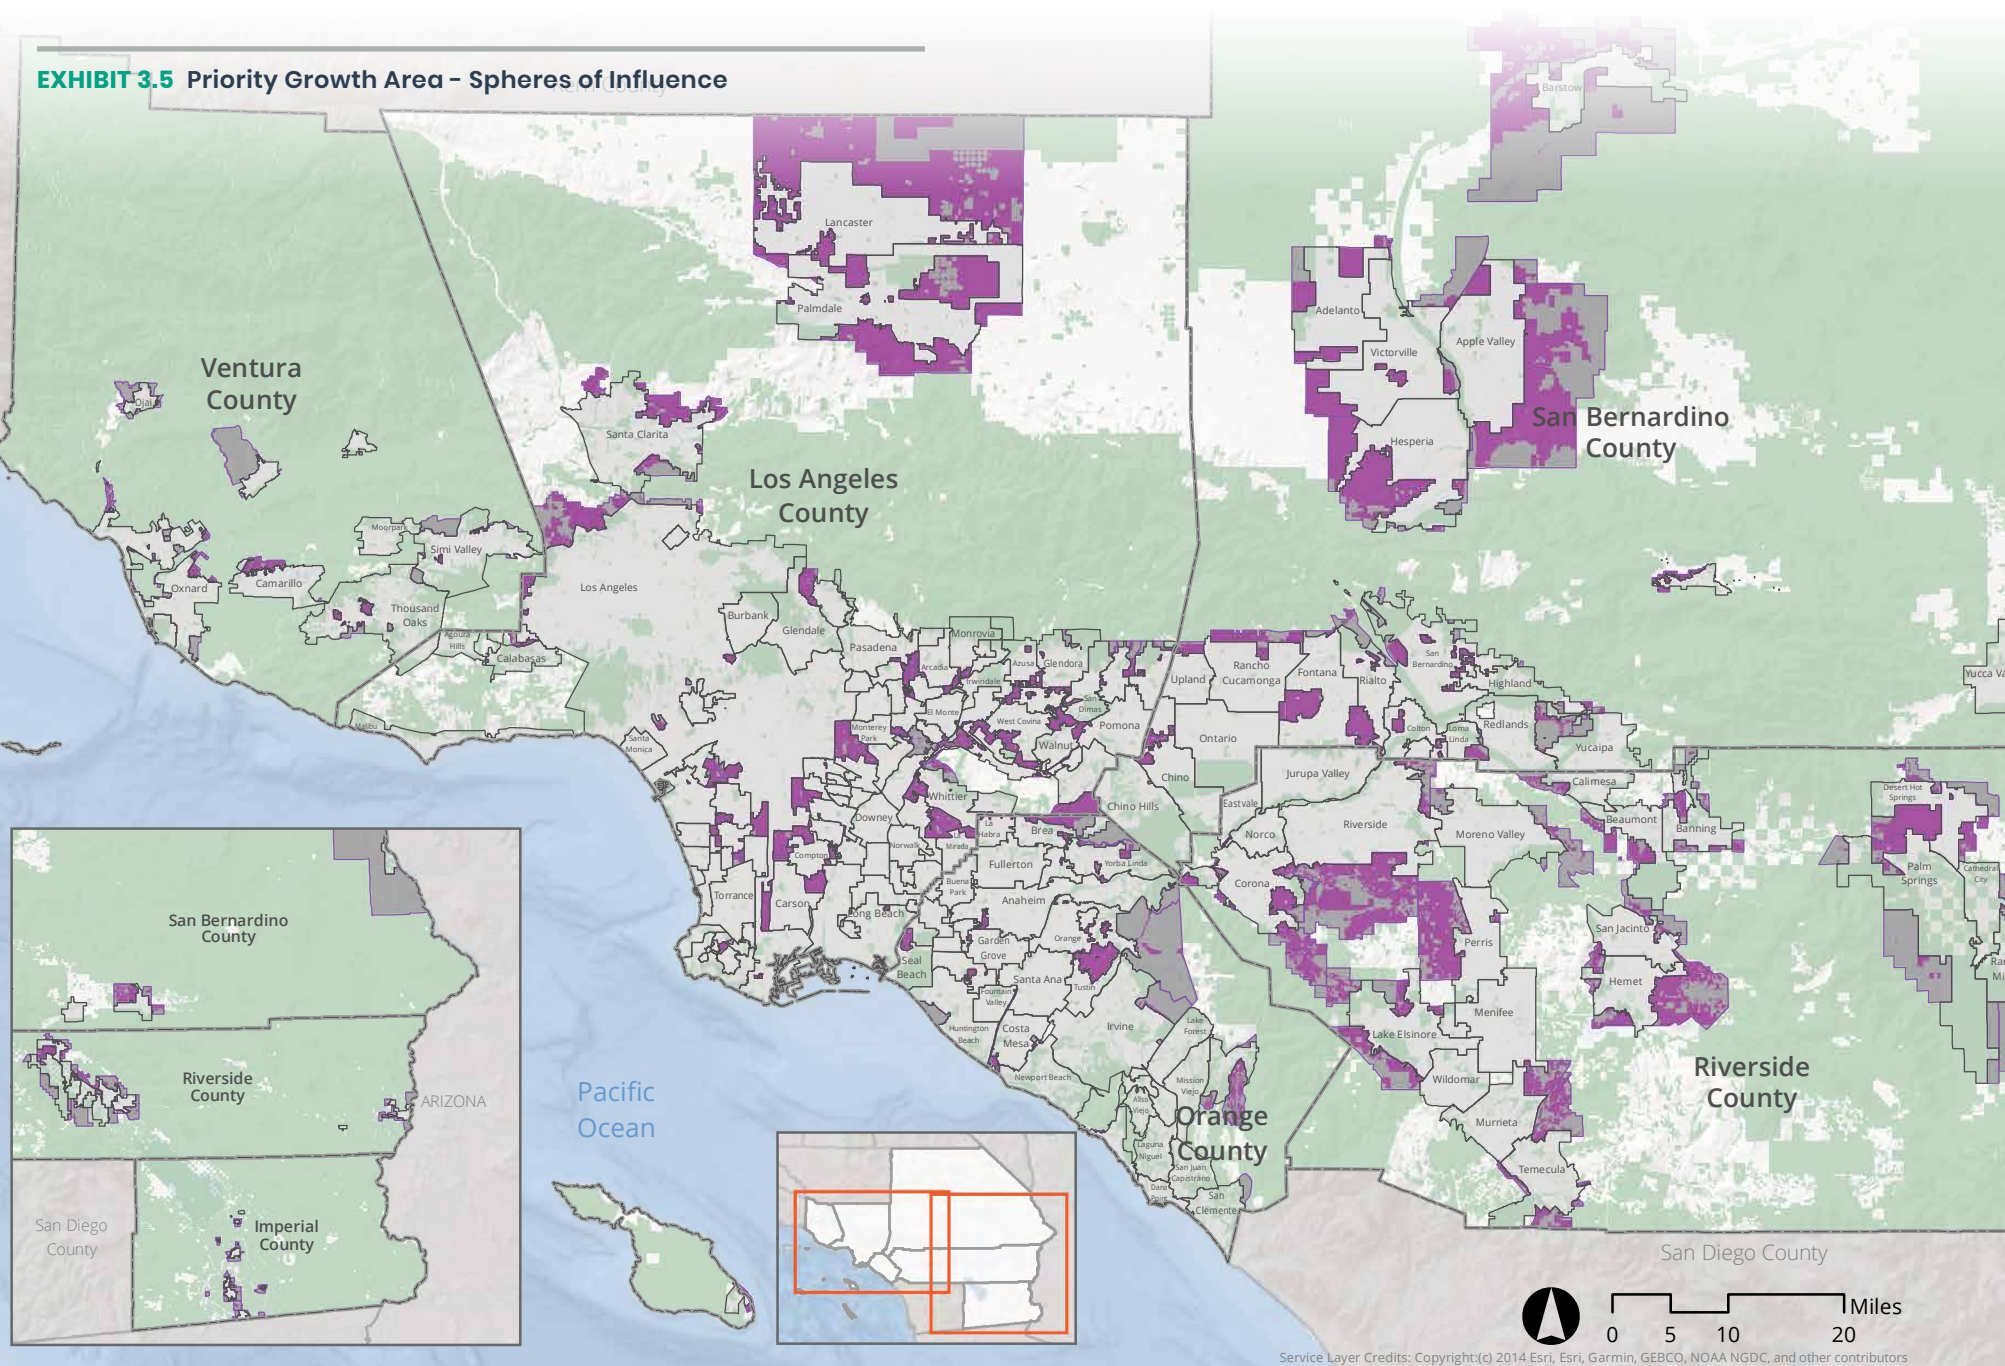 EXHIBIT 3.5 Priority Growth Area - Spheres of Influence
Kern County
Barstow
Lancaster
Palmdale
Adelanto
Victorville
Apple Valley
Hesperia
San Bernardino
County
Ventura
County
Ojai
Santa Clarita
Los Angeles
County
Moorpark
Simi Valley
Oxnard
Camarillo
Thousand
Oaks
Agoura
Hills
Calabasas
Malibu
Los Angeles
Burbank
Glendale
Pasadena
Monrovia
Arcadia
Irwindale
Azusa
Glendora
San
Dimas
El Monte
West Covina
Walnut
Pomona
Monterey
Park
Santa
Monica
Whittier
Downey
Norwalk
La
Mirada
La
Habra
Brea
Fullerton
Yorba Linda
Buena
Park
Anaheim
Compton
Torrance
Carson
Long Beach
Seal
Beach
Garden
Grove
Orange
Santa Ana
Tustin
Fountain
Valley
Huntington
Beach
Costa
Mesa
Irvine
Lake
Forest
Newport Beach
Mission
Viejo
Aliso
Viejo
Orange
County
Laguna
Niguel
San Juan
Capistrano
Dana
Point
San
Clemente
Upland
Rancho
Cucamonga
Fontana
Rialto
San
Bernardino
Highland
Ontario
Colton
Loma
Linda
Redlands
Yucaipa
Yucca Va
Chino
Chino Hills
Jurupa Valley
Eastvale
Norco
Riverside
Moreno Valley
Calimesa
Beaumont
Banning
Desert Hot
Springs
Palm
Springs
Cathedral
City
Ra
Mi
Corona
Perris
San Jacinto
Hemet
Menifee
Lake Elsinore
Wildomar
Murrieta
Temecula
Riverside
County
San Diego County
Pacific
Ocean
San Bernardino
County
Riverside
County
ARIZONA
Imperial
County
San Diego
County
Miles
0 5 10 20
Service Layer Credits: Copyright:(c) 2014 Esri, Esri, Garmin, GEBCO, NOAA NGDC, and other contributors